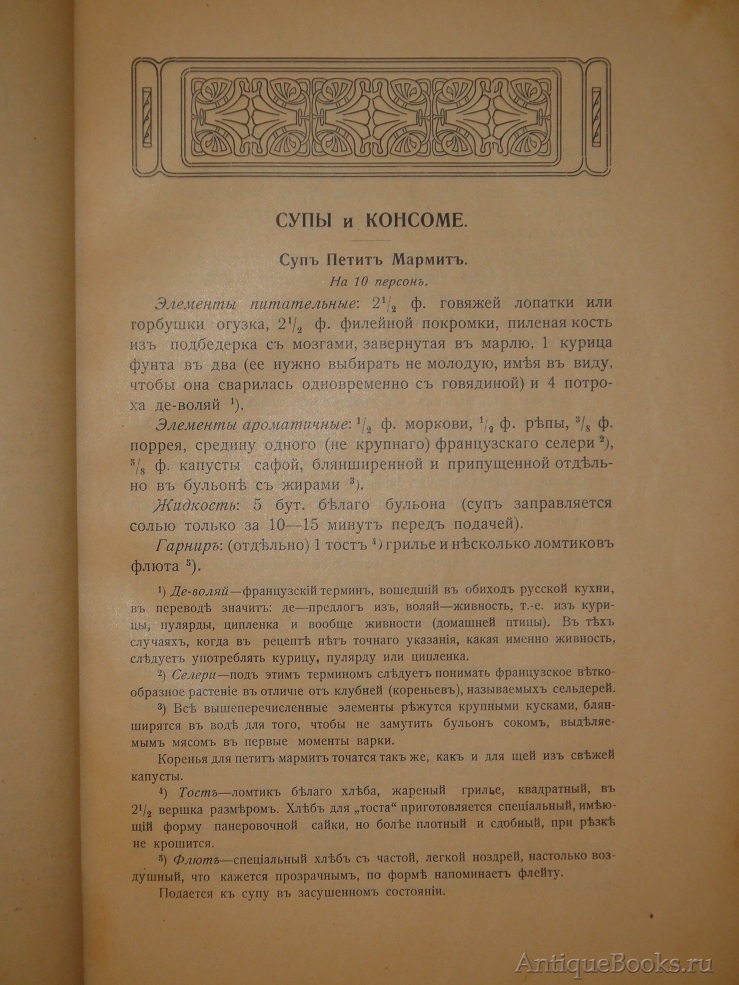 СУПЫ и КОНСОМЕ.
Супъ Петитъ Мармитъ.
На 10 персонъ.
Элементы питательные: 2¹/₂ ф. говяжей лопатки или
горбушки огузка, 2¹/₂ ф. филейной покромки, пиленая кость
изъ подбедерка съ мозгами, завернутая въ марлю, 1 курица
фунта въ два (ее нужно выбирать не молодую, имѣя въ виду,
чтобы она сварилась одновременно съ говядиной) и 4 потро-
ха де-воляй ¹).
Элементы ароматичные: ¹/₂ ф. моркови, ¹/₂ ф. рѣпы, ³/₈ ф.
поррея, средину одного (не крупнаго) французскаго селери ²),
³/₈ ф. капусты сафой, блянширенной и припущенной отдѣль-
но въ бульонѣ съ жирами ³).
Жидкость: 5 бут. бѣлаго бульона (супъ заправляется
солью только за 10—15 минутъ передъ подачей).
Гарниръ: (отдѣльно) 1 тостъ ⁴) грилье и нѣсколько ломтиковъ
флюта ⁵).
¹) Де-воляй—французскій терминъ, вошедшій въ обиходъ русской кухни,
въ переводѣ значитъ: де—предлогъ изъ, воляй—живность, т.-е. изъ кури-
цы, пулярды, ципленка и вообще живности (домашней птицы). Въ тѣхъ
случаяхъ, когда въ рецептѣ нѣтъ точнаго указанія, какая именно живность,
слѣдуетъ употреблять курицу, пулярду или ципленка.
²) Селери—подъ этимъ терминомъ слѣдуетъ понимать французское вѣтко-
образное растеніе въ отличіе отъ клубней (кореньевъ), называемыхъ сельдерей.
³) Всѣ вышеперечисленные элементы рѣжутся крупными кусками, блян-
ширятся въ водѣ для того, чтобы не замутить бульонъ сокомъ, выдѣляе-
мымъ мясомъ въ первые моменты варки.
Коренья для петитъ мармитъ точатся такъ же, какъ и для щей изъ свѣжей
капусты.
⁴) Тостъ—ломтикъ бѣлаго хлѣба, жареный грилье, квадратный, въ
2¹/₂ вершка размѣромъ. Хлѣбъ для „тоста" приготовляется спеціальный, имѣю-
щій форму панеровочной сайки, но болѣе плотный и сдобный, при рѣзкѣ
не крошится.
⁵) Флютъ—спеціальный хлѣбъ съ частой, легкой ноздрей, настолько воз-
душный, что кажется прозрачнымъ, по формѣ напоминаетъ флейту.
Подается къ супу въ засушенномъ состояніи.
AntiqueBooks.ru